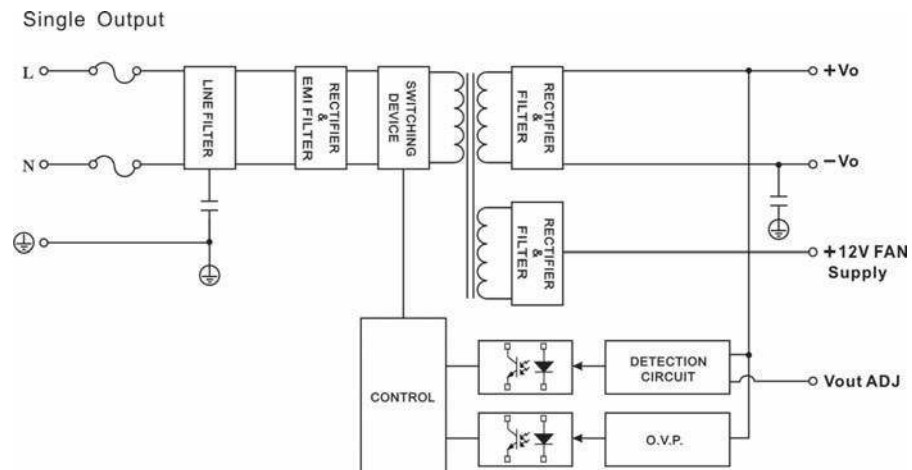 Single Output
L
N
LINE FILTER
RECTIFIER
&
EMI FILTER
SWITCHING
DEVICE
RECTIFIER
&
FILTER
+Vo
-Vo
RECTIFIER
&
FILTER
+12V FAN
Supply
CONTROL
DETECTION
CIRCUIT
Vout ADJ
O.V.P.